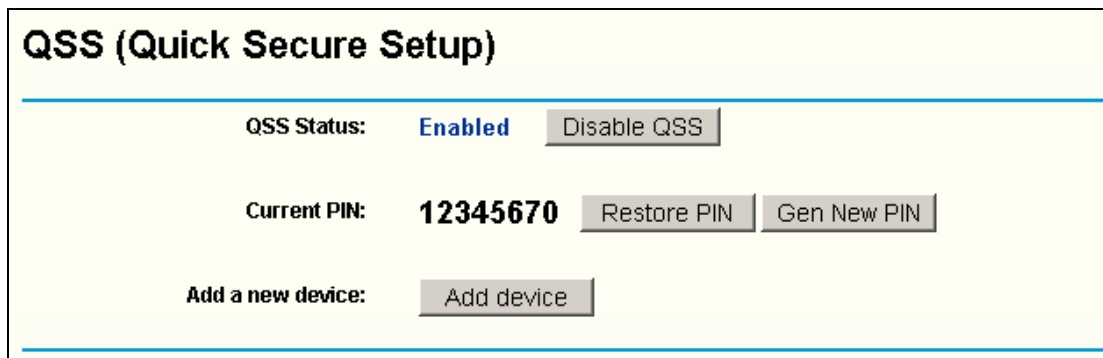 QSS (Quick Secure Setup)
QSS Status: Enabled Disable QSS
Current PIN: 12345670 Restore PIN Gen New PIN
Add a new device: Add device